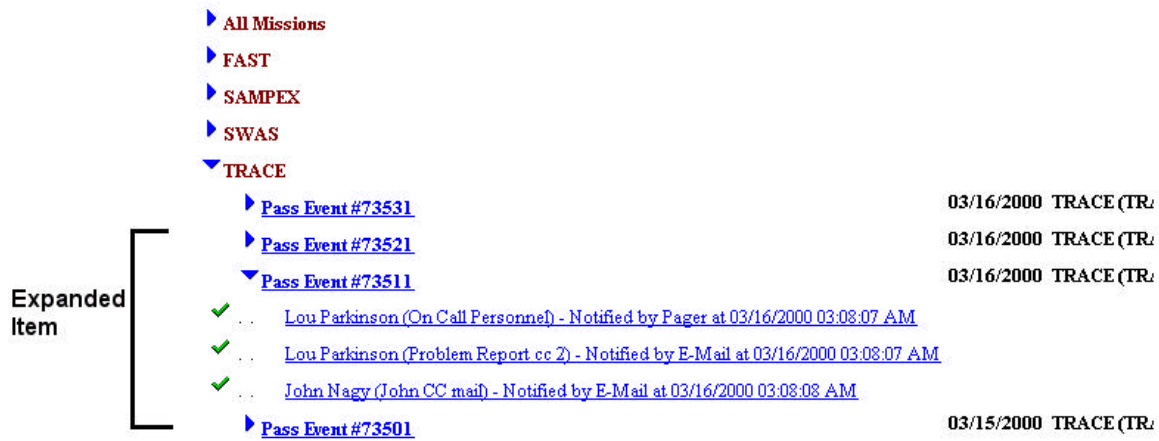 All Missions
FAST
SAMPEX
SWAS
TRACE
Pass Event #73531 03/16/2000 TRACE (TRA
Pass Event #73521 03/16/2000 TRACE (TRA
Pass Event #73511 03/16/2000 TRACE (TRA
Expanded Item
. . Lou Parkinson (On Call Personnel) - Notified by Pager at 03/16/2000 03:08:07 AM
. . Lou Parkinson (Problem Report cc 2) - Notified by E-Mail at 03/16/2000 03:08:07 AM
. . John Nagy (John CC mail) - Notified by E-Mail at 03/16/2000 03:08:08 AM
Pass Event #73501 03/15/2000 TRACE (TRA